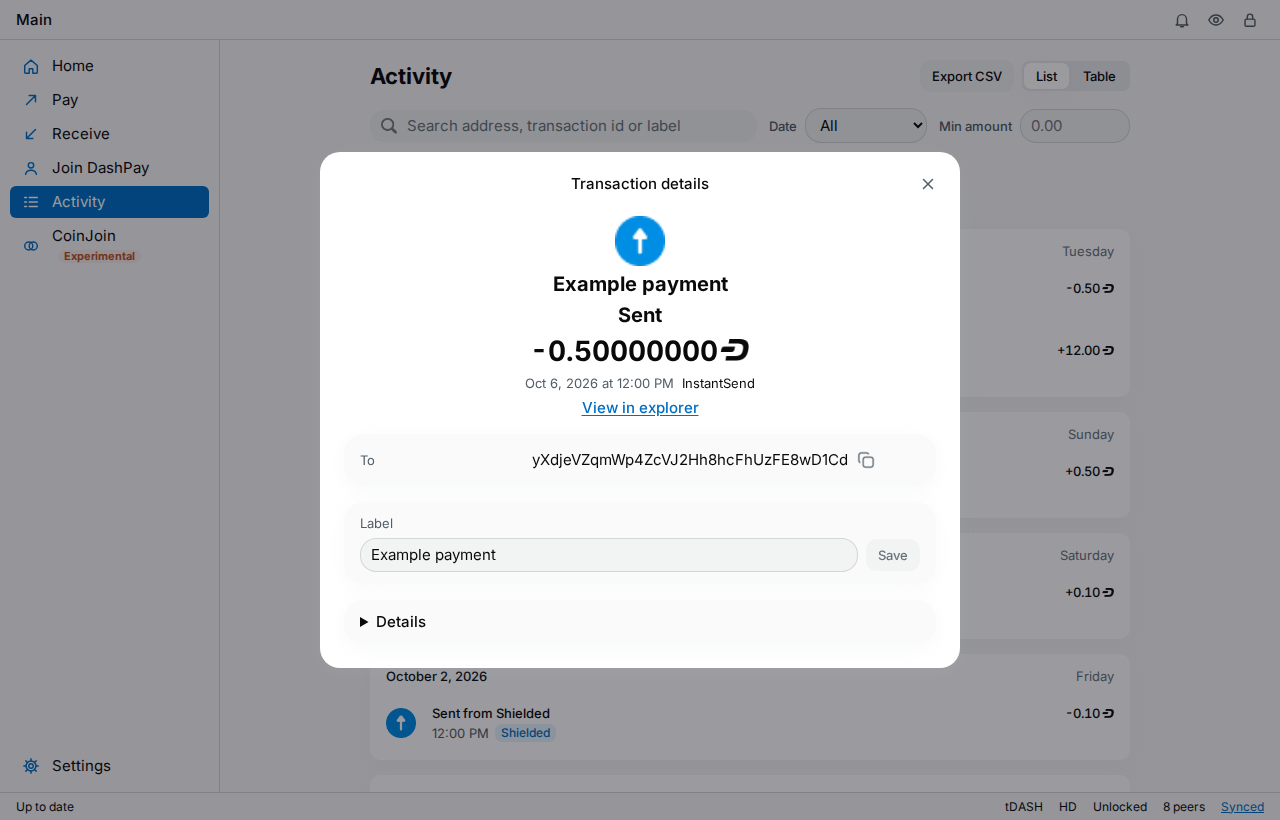 Main
Home
Pay
Receive
Join DashPay
Activity
CoinJoin
Experimental
Settings
Activity
Export CSV
List
Table
Search address, transaction id or label
Date
All
Min amount
0.00
Tuesday
-0.50
+12.00
Sunday
+0.50
Saturday
+0.10
Transaction details
Example payment
Sent
-0.50000000
Oct 6, 2026 at 12:00 PM InstantSend
View in explorer
To
yXdjeVZqmWp4ZcVJ2Hh8hcFhUzFE8wD1Cd
Label
Example payment
Save
Details
October 2, 2026
Friday
Sent from Shielded
-0.10
12:00 PM Shielded
Up to date
tDASH
HD
Unlocked
8 peers
Synced